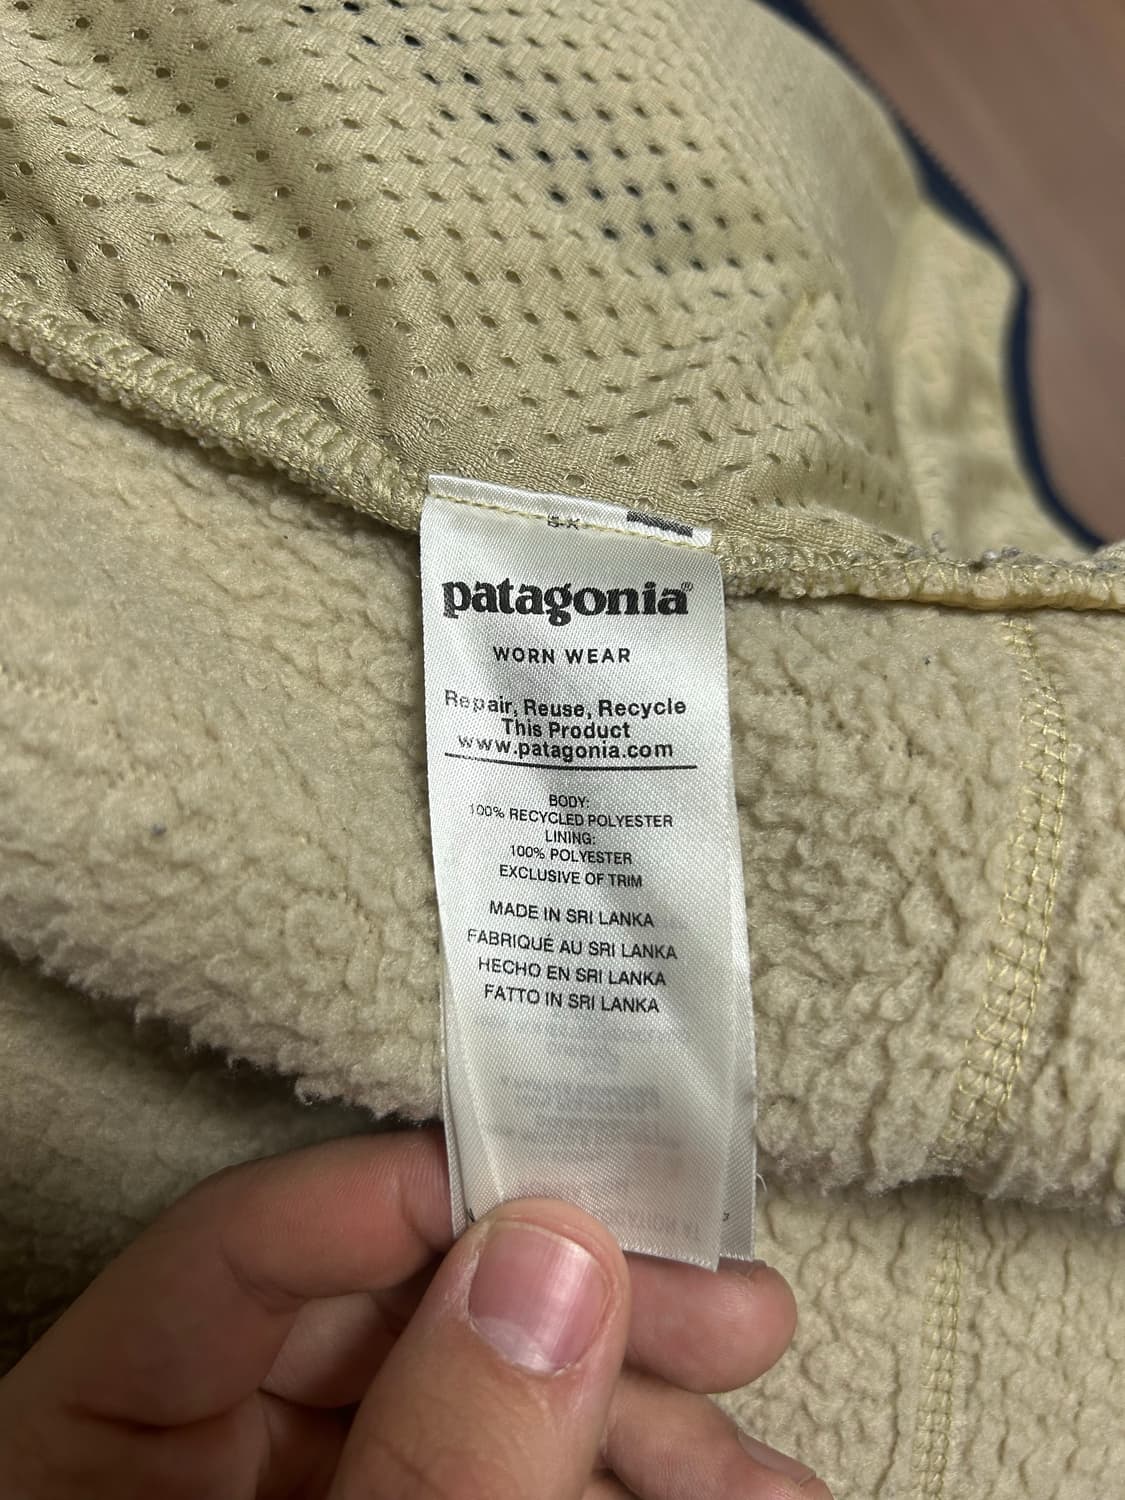 patagonia®
WORN WEAR
Repair, Reuse, Recycle
This Product
www.patagonia.com
BODY:
100% RECYCLED POLYESTER
LINING:
100% POLYESTER
EXCLUSIVE OF TRIM
MADE IN SRI LANKA
FABRIQUÉ AU SRI LANKA
HECHO EN SRI LANKA
FATTO IN SRI LANKA